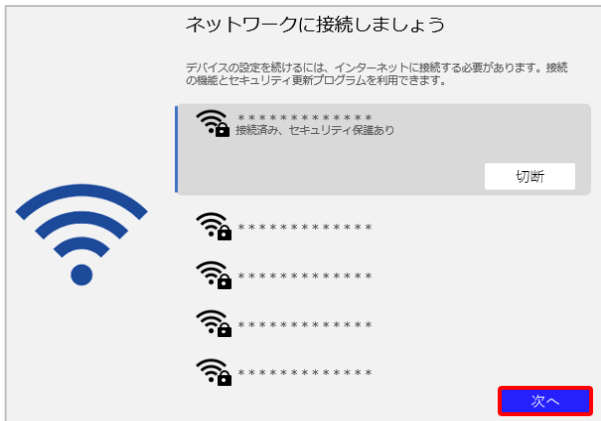 ネットワークに接続しましょう
デバイスの設定を続けるには、インターネットに接続する必要があります。接続
の機能とセキュリティ更新プログラムを利用できます。
*************
接続済み、セキュリティ保護あり
切断
*************
*************
*************
*************
次へ